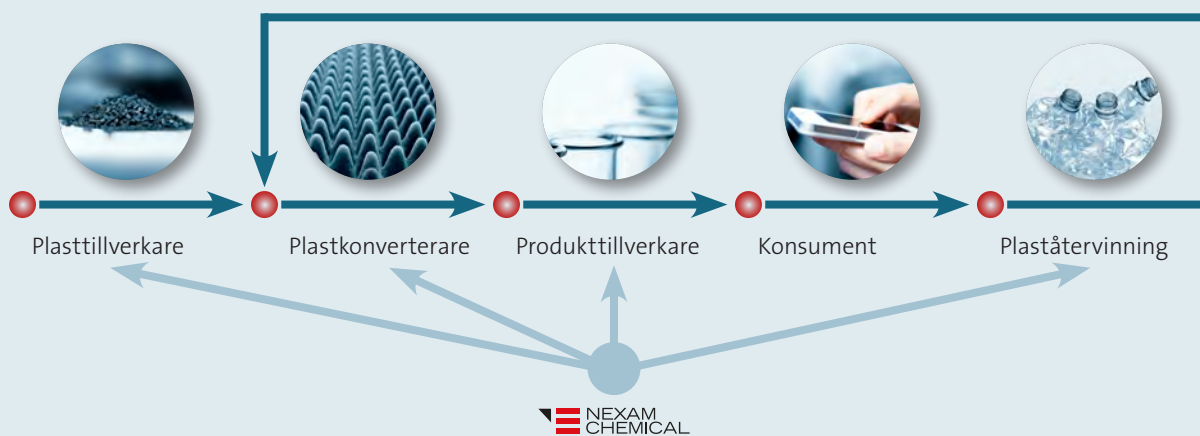 Plasttillverkare
Plastkonverterare
Produkttillverkare
Konsument
Plaståtervinning
NEXAM
CHEMICAL